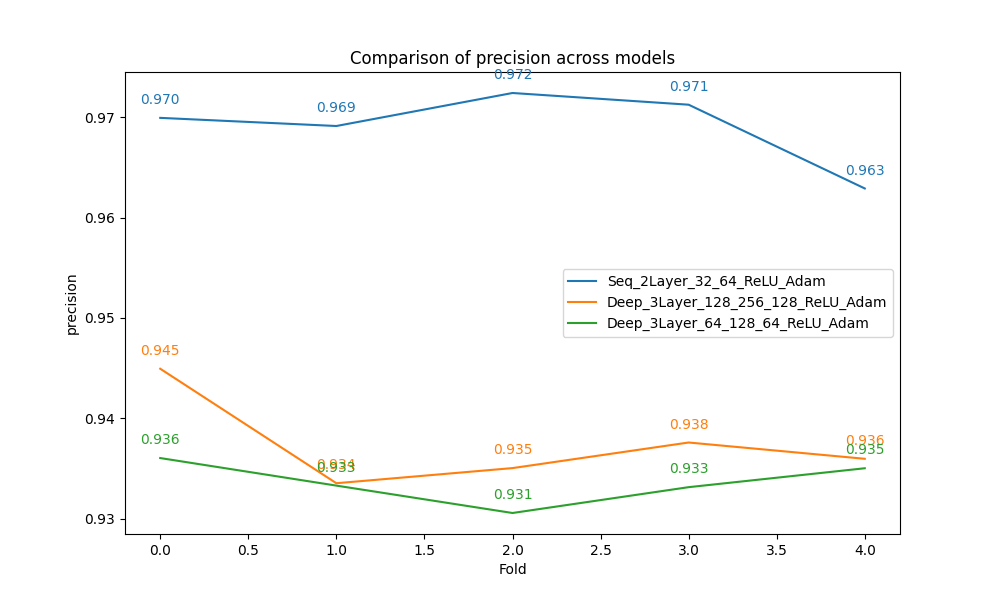 Comparison of precision across models
0.972
0.971
0.970
0.969
0.963
0.97
0.96
0.95
0.94
0.93
precision
Seq_2Layer_32_64_ReLU_Adam
Deep_3Layer_128_256_128_ReLU_Adam
Deep_3Layer_64_128_64_ReLU_Adam
0.945
0.934
0.935
0.938
0.936
0.936
0.933
0.931
0.933
0.935
0.0 0.5 1.0 1.5 2.0 2.5 3.0 3.5 4.0
Fold